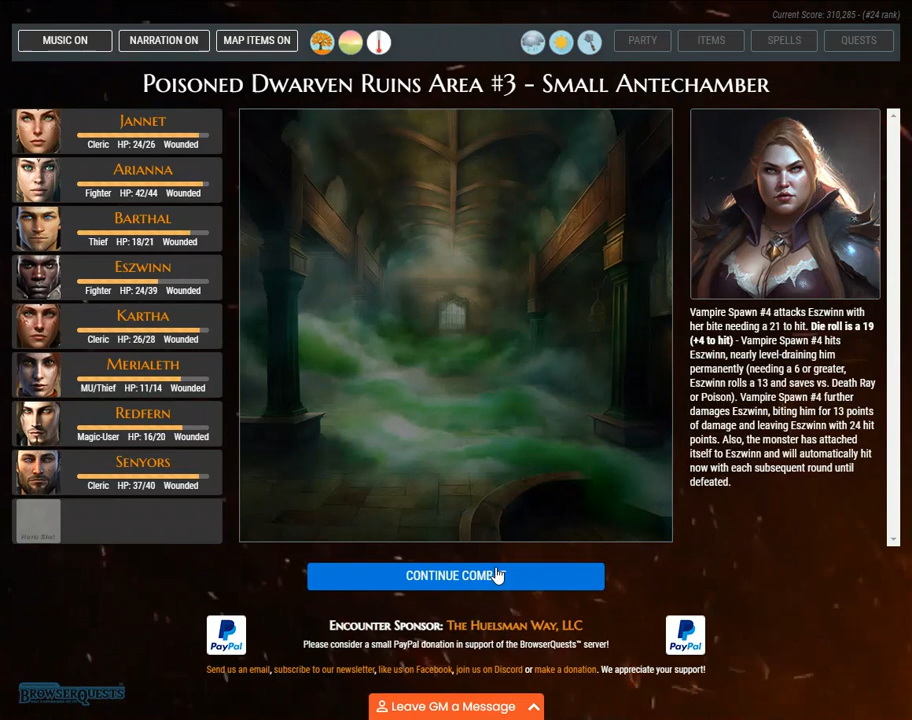 Current Score: 310,285 - (#24 rank)
MUSIC ON
NARRATION ON
MAP ITEMS ON
PARTY
ITEMS
SPELLS
QUESTS
Poisoned Dwarven Ruins Area #3 - Small Antechamber
Jannet
Cleric HP: 24/26 Wounded
Arianna
Fighter HP: 42/44 Wounded
Barthal
Thief HP: 18/21 Wounded
Eszwinn
Fighter HP: 24/39 Wounded
Kartha
Cleric HP: 26/28 Wounded
Merialeth
MU/Thief HP: 11/14 Wounded
Redfern
Magic-User HP: 16/20 Wounded
Senyors
Cleric HP: 37/40 Wounded
Vampire Spawn #4 attacks Eszwinn with
her bite needing a 21 to hit. Die roll is a 19
(+4 to hit) - Vampire Spawn #4 hits
Eszwinn, nearly level-draining him
permanently (needing a 6 or greater,
Eszwinn rolls a 13 and saves vs. Death Ray
or Poison). Vampire Spawn #4 further
damages Eszwinn, biting him for 13 points
of damage and leaving Eszwinn with 24 hit
points. Also, the monster has attached
itself to Eszwinn and will automatically hit
now with each subsequent round until
defeated.
CONTINUE COMB
PayPal
Encounter Sponsor: The Huelsman Way, LLC
Please consider a small PayPal donation in support of the BrowserQuests™ server!
PayPal
Send us an email, subscribe to our newsletter, like us on Facebook, join us on Discord or make a donation. We appreciate your support!
BrowserQuests
Leave GM a Message